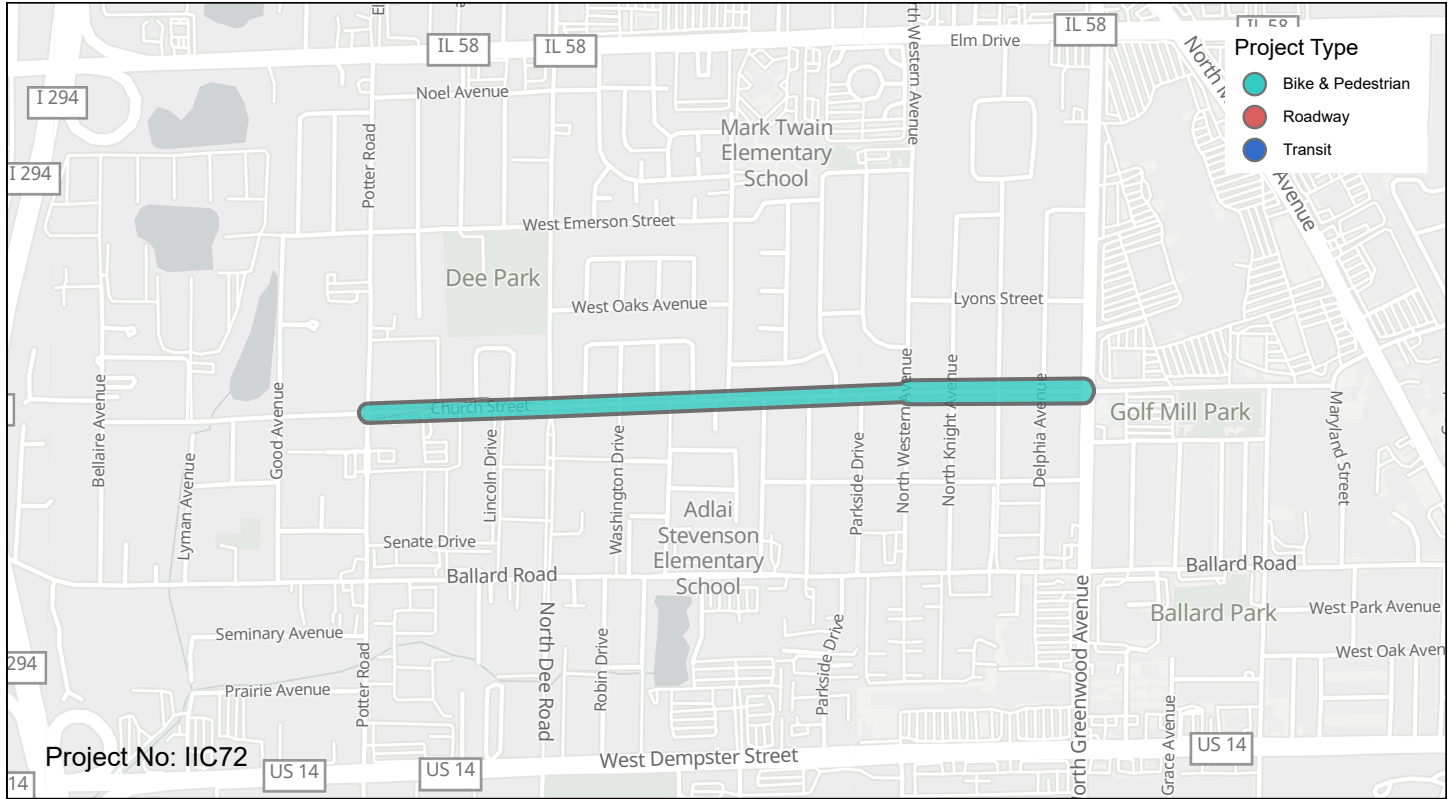 IL 58
IL 58
IL 58
IL 58
Elm Drive
Project Type
Bike & Pedestrian
Roadway
Transit
I 294
Noel Avenue
North Western Avenue
North M
Avenue
Potter Road
Mark Twain
Elementary
School
I 294
West Emerson Street
Dee Park
West Oaks Avenue
Lyons Street
Church Street
Bellaire Avenue
Good Avenue
Lyman Avenue
Lincoln Drive
Washington Drive
Parkside Drive
North Western Avenue
North Knight Avenue
Delphia Avenue
Golf Mill Park
Maryland Street
Adlai
Stevenson
Elementary
School
Senate Drive
Ballard Road
Ballard Road
Seminary Avenue
Potter Road
North Dee Road
Robin Drive
Parkside Drive
North Greenwood Avenue
Ballard Park
West Park Avenue
West Oak Aven
294
Prairie Avenue
Grace Avenue
Project No: IIC72
US 14
US 14
West Dempster Street
US 14
14